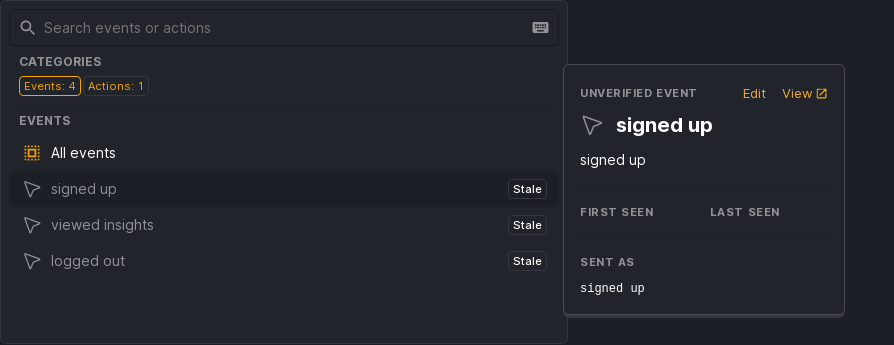 Search events or actions
CATEGORIES
Events: 4 Actions: 1
EVENTS
All events
signed up Stale
viewed insights Stale
logged out Stale
UNVERIFIED EVENT Edit View
signed up
signed up
FIRST SEEN LAST SEEN
SENT AS
signed up